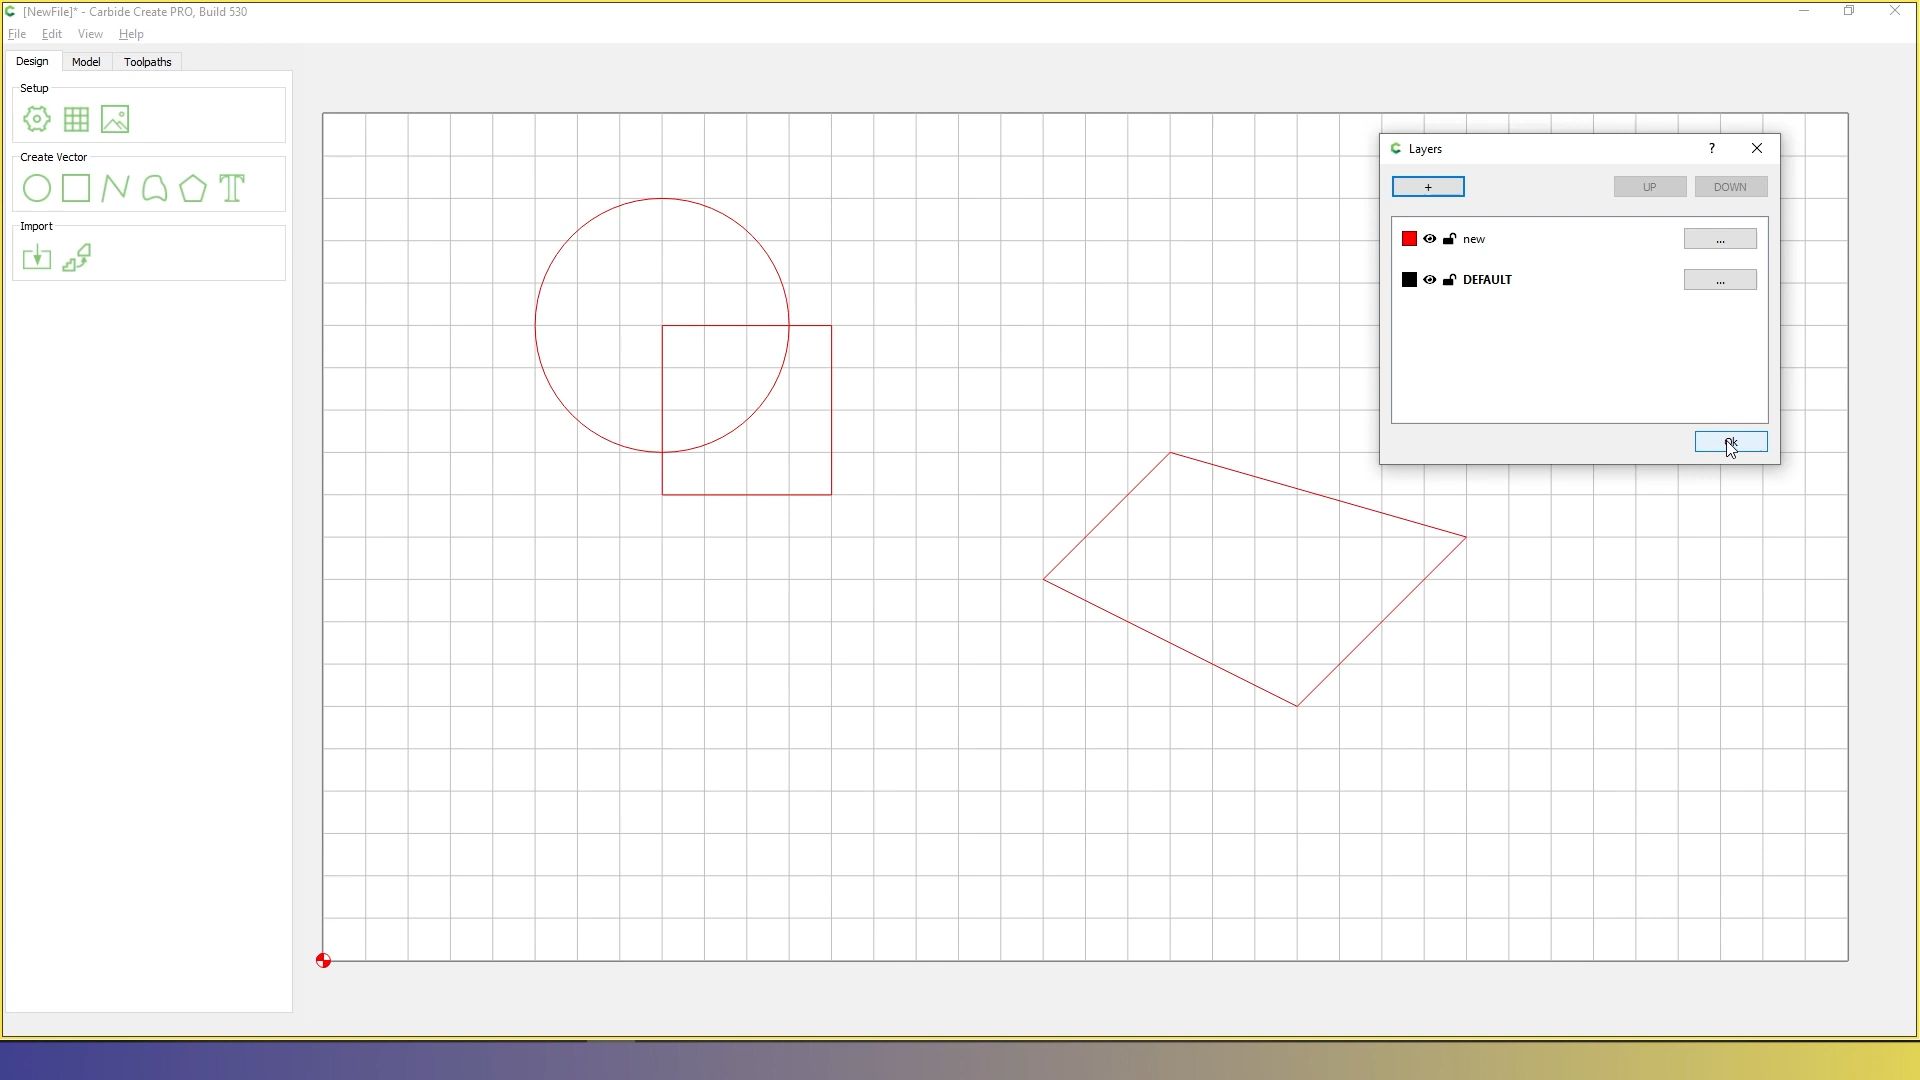 [NewFile]* - Carbide Create PRO, Build 530
File Edit View Help
Design Model Toolpaths
Setup
Create Vector
Import
Layers
?
+ UP DOWN
new ...
DEFAULT ...
Ok